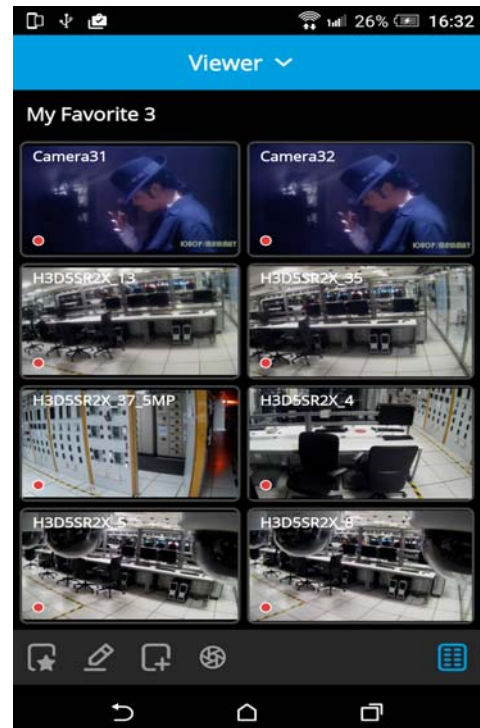 26% 16:32
Viewer
My Favorite 3
Camera31 Camera32
H3D5SR2X_13 H3D5SR2X_35
H3D5SR2X_37_5MP H3D5SR2X_4
H3D5SR2X_5 H3D5SR2X_8